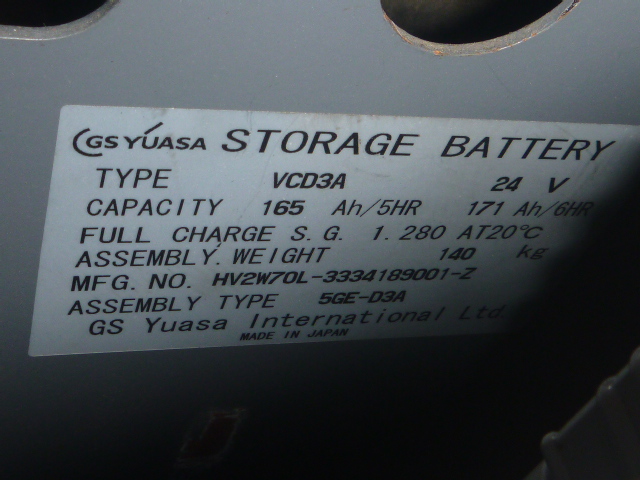 GS YUASA STORAGE BATTERY
TYPE VCD3A 24 V
CAPACITY 165 Ah/5HR 171 Ah/6HR
FULL CHARGE S.G. 1.280 AT20°C
ASSEMBLY.WEIGHT 140 kg
MFG. NO. HV2W70L-3334189001-Z
ASSEMBLY TYPE 5GE-D3A
GS Yuasa International Ltd.
MADE IN JAPAN